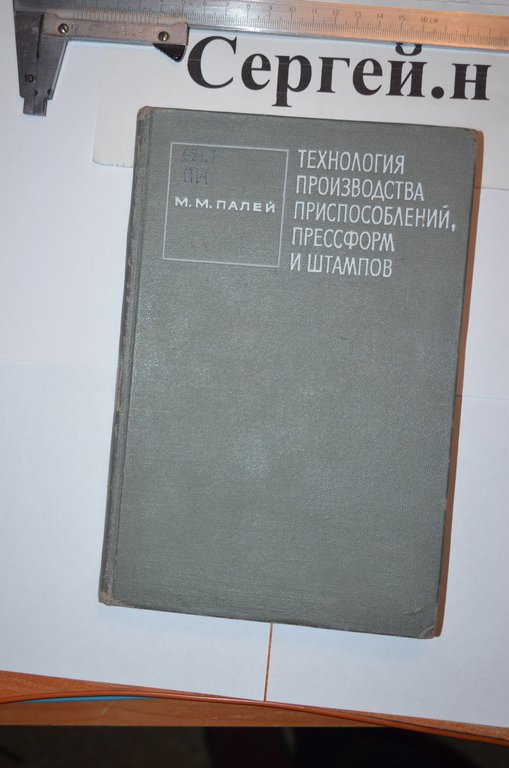 Сергей.н
ТЕХНОЛОГИЯ
ПРОИЗВОДСТВА
ПРИСПОСОБЛЕНИЙ,
ПРЕССФОРМ
И ШТАМПОВ
М. М. ПАЛЕЙ